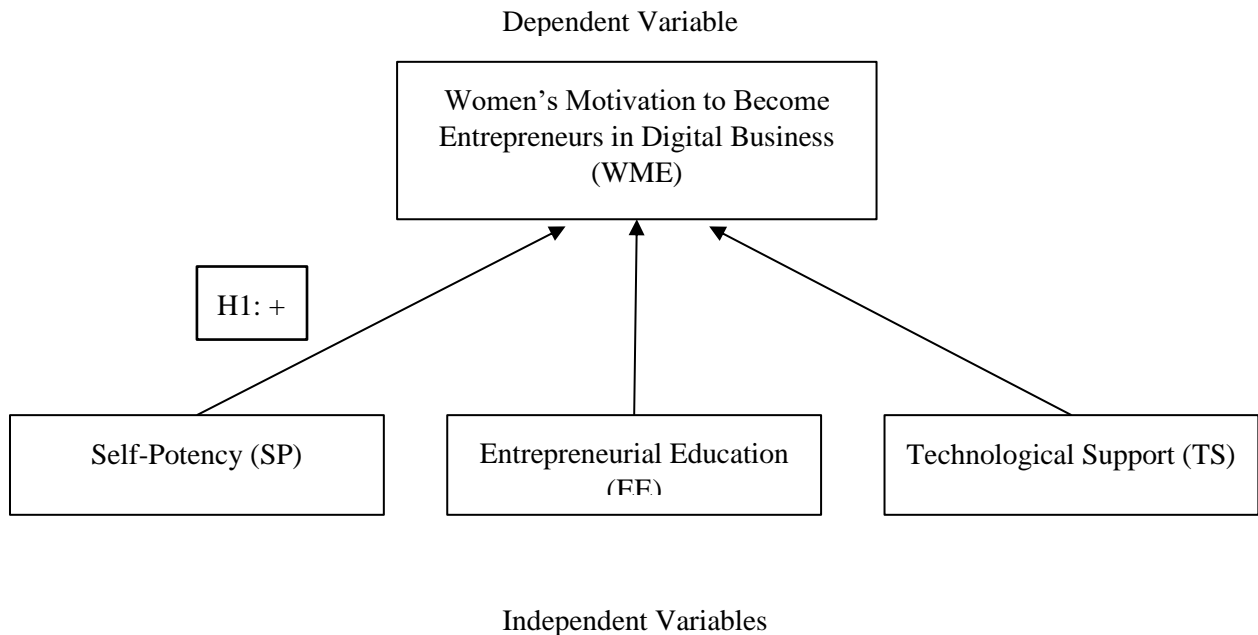 Dependent Variable
Women’s Motivation to Become
Entrepreneurs in Digital Business
(WME)
H1: +
Self-Potency (SP)
Entrepreneurial Education
(EE)
Technological Support (TS)
Independent Variables